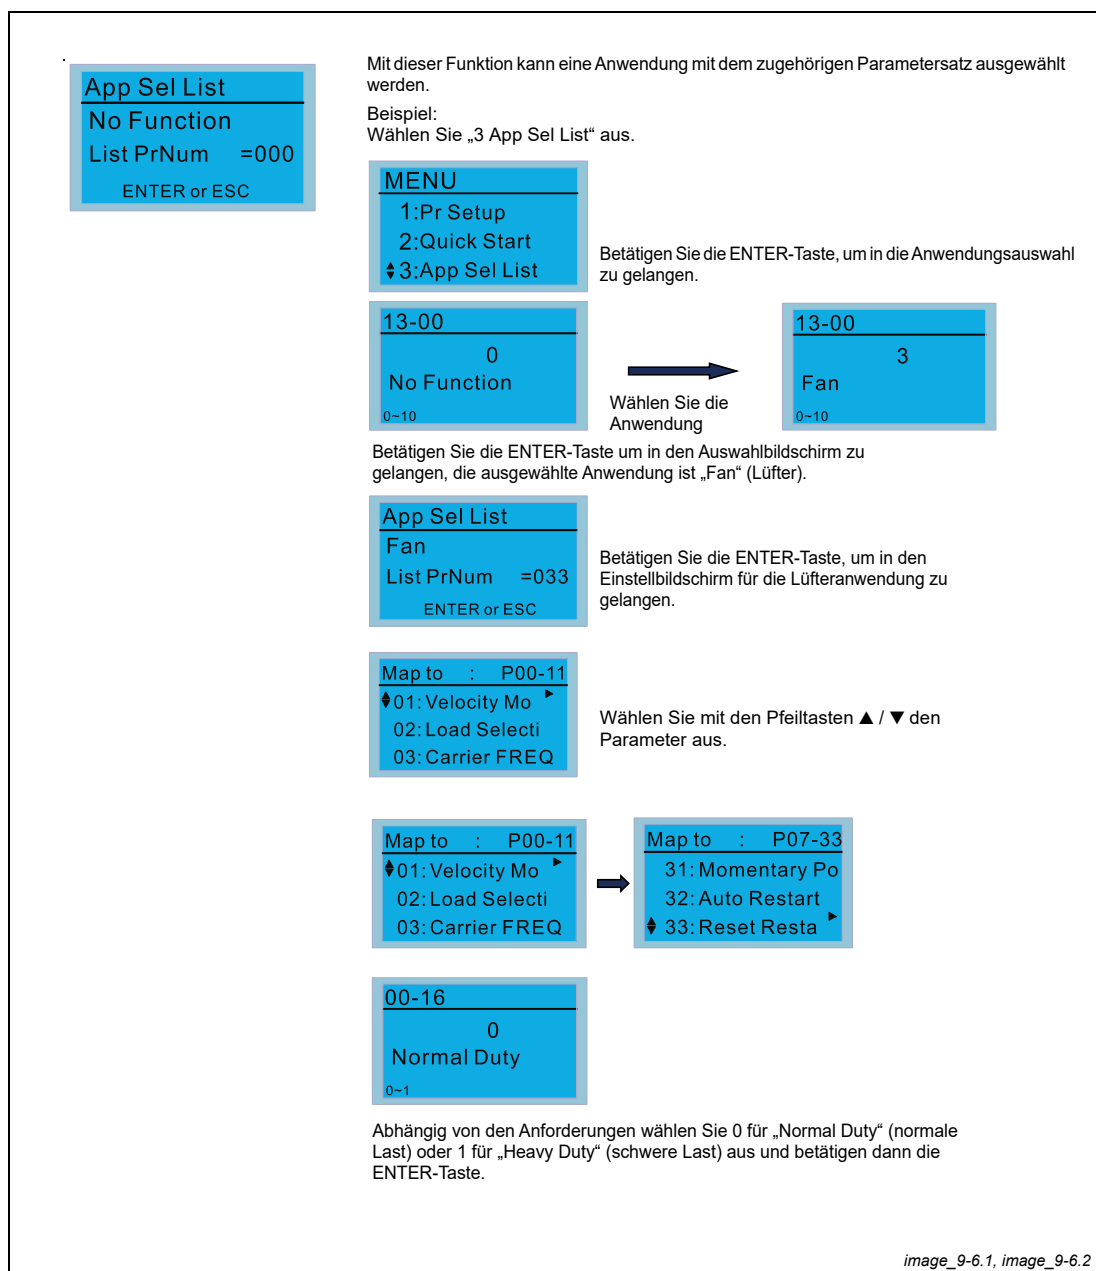 App Sel List
No Function
List PrNum =000
ENTER or ESC
Mit dieser Funktion kann eine Anwendung mit dem zugehörigen Parametersatz ausgewählt
werden.
Beispiel:
Wählen Sie „3 App Sel List“ aus.
MENU
1:Pr Setup
2:Quick Start
3:App Sel List
Betätigen Sie die ENTER-Taste, um in die Anwendungsauswahl
zu gelangen.
13-00
0
No Function
0~10
Wählen Sie die
Anwendung
13-00
3
Fan
0~10
Betätigen Sie die ENTER-Taste um in den Auswahlbildschirm zu
gelangen, die ausgewählte Anwendung ist „Fan“ (Lüfter).
App Sel List
Fan
List PrNum =033
ENTER or ESC
Betätigen Sie die ENTER-Taste, um in den
Einstellbildschirm für die Lüfteranwendung zu
gelangen.
Map to : P00-11
01: Velocity Mo
02: Load Selecti
03: Carrier FREQ
Wählen Sie mit den Pfeiltasten ▲ / ▼ den
Parameter aus.
Map to : P00-11
01: Velocity Mo
02: Load Selecti
03: Carrier FREQ
Map to : P07-33
31: Momentary Po
32: Auto Restart
33: Reset Resta
00-16
0
Normal Duty
0~1
Abhängig von den Anforderungen wählen Sie 0 für „Normal Duty“ (normale
Last) oder 1 für „Heavy Duty“ (schwere Last) aus und betätigen dann die
ENTER-Taste.
image_9-6.1, image_9-6.2